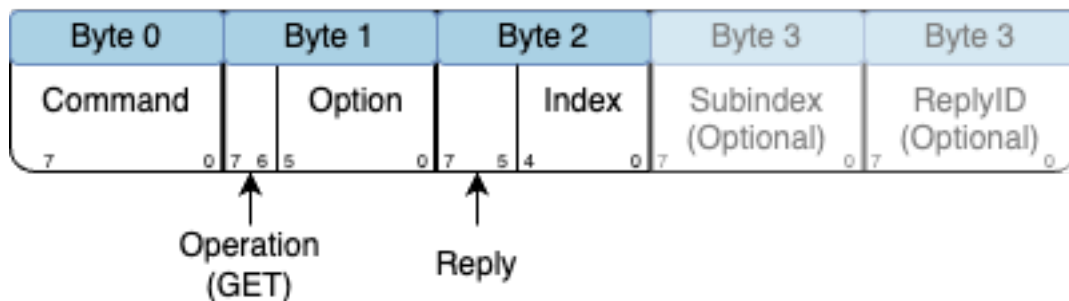 Byte 0 Byte 1 Byte 2 Byte 3 Byte 3
Command Option Index Subindex (Optional) ReplyID (Optional)
7 0 7 6 5 0 7 5 4 0 7 0 7 0
Operation (GET)
Reply